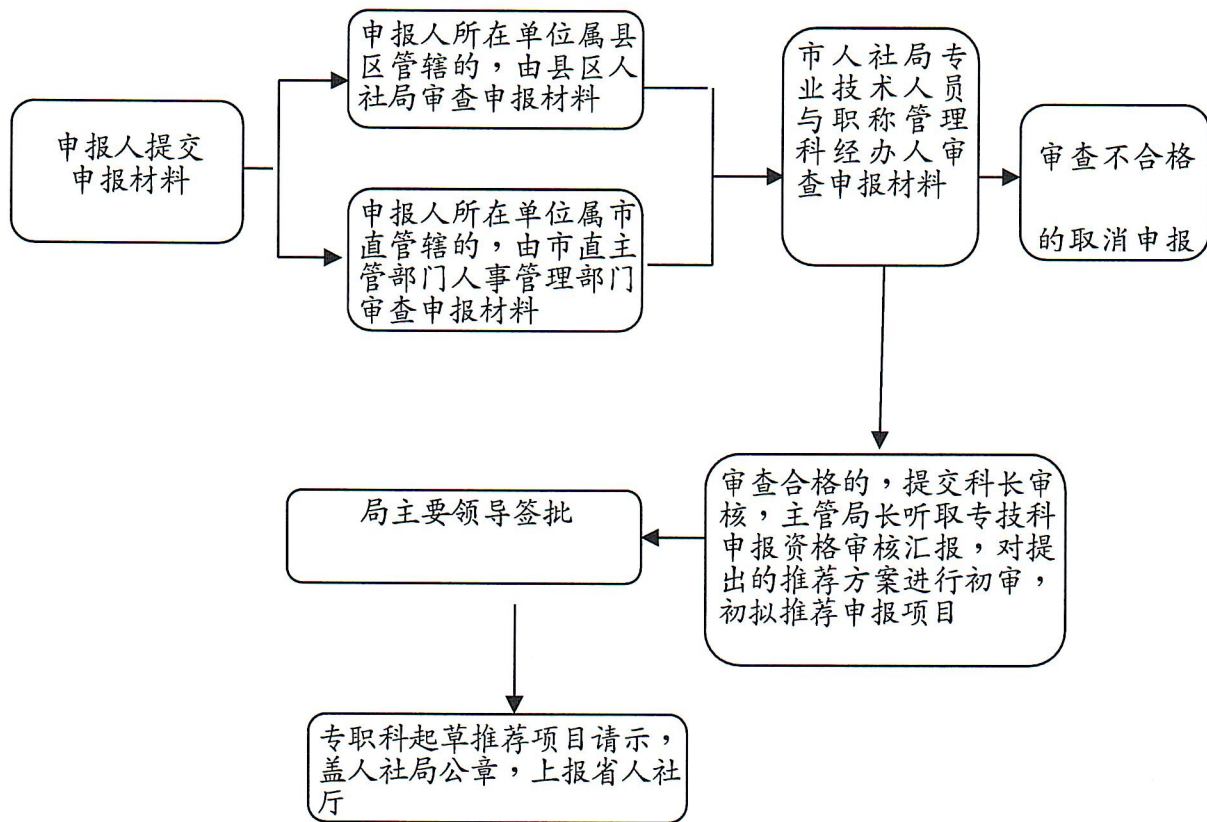 申报人提交
申报材料
申报人所在单位属县
区管辖的，由县区人
社局审查申报材料
申报人所在单位属市
直管辖的，由市直主
管部门人事管理部门
审查申报材料
市人社局专
业技术人员
与职称管理
科经办人审
查申报材料
审查不合格
的取消申报
审查合格的，提交科长审
核，主管局长听取专技科
申报资格审核汇报，对提
出的推荐方案进行初审，
初拟推荐申报项目
局主要领导签批
专职科起草推荐项目请示，
盖人社局公章，上报省人社
厅